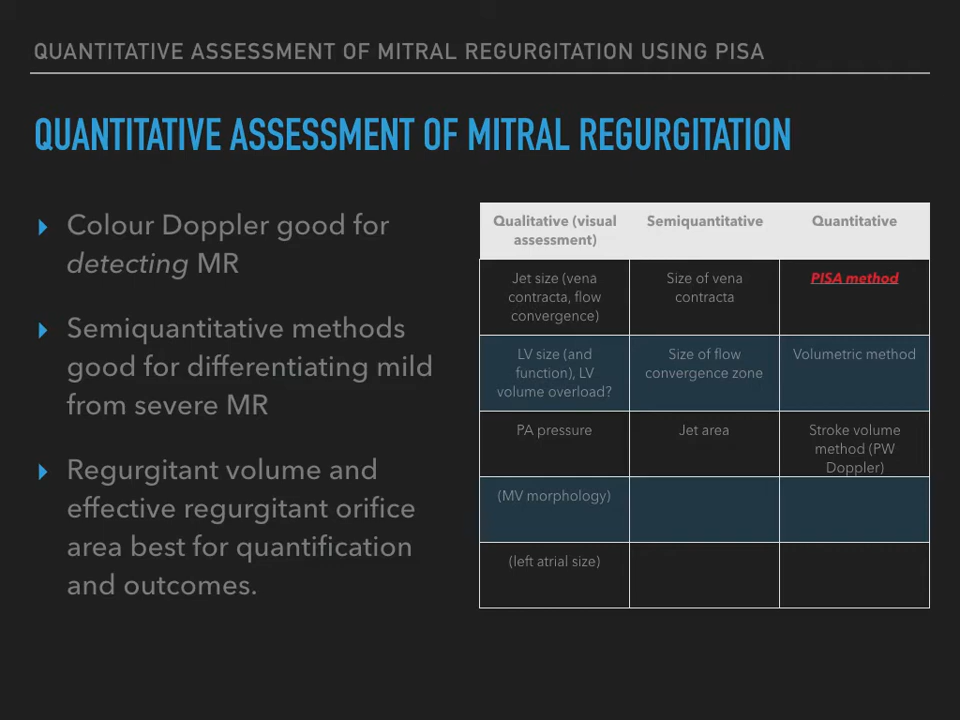 QUANTITATIVE ASSESSMENT OF MITRAL REGURGITATION USING PISA
QUANTITATIVE ASSESSMENT OF MITRAL REGURGITATION
Colour Doppler good for
detecting MR
Semiquantitative methods
good for differentiating mild
from severe MR
Regurgitant volume and
effective regurgitant orifice
area best for quantification
and outcomes.
Qualitative (visual
assessment)
Semiquantitative
Quantitative
Jet size (vena
contracta, flow
convergence)
Size of vena
contracta
PISA method
LV size (and
function), LV
volume overload?
Size of flow
convergence zone
Volumetric method
PA pressure
Jet area
Stroke volume
method (PW
Doppler)
(MV morphology)
(left atrial size)